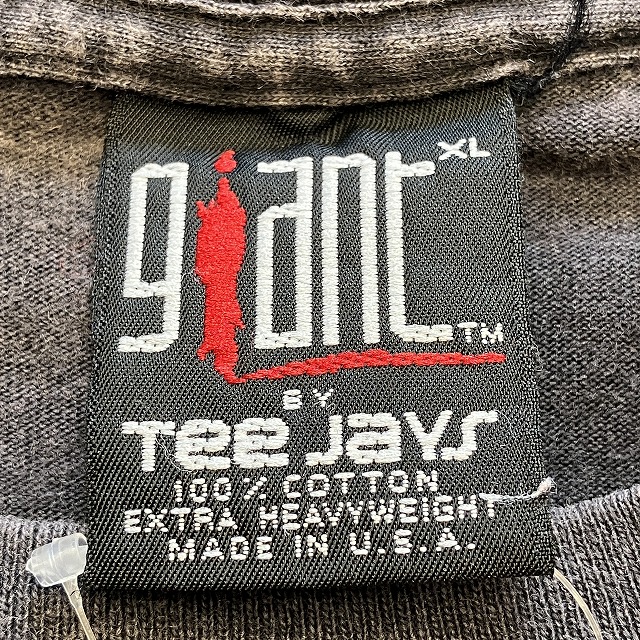 giant XL
TM
BY
Tee Jays
100% COTTON
EXTRA HEAVYWEIGHT
MADE IN U.S.A.